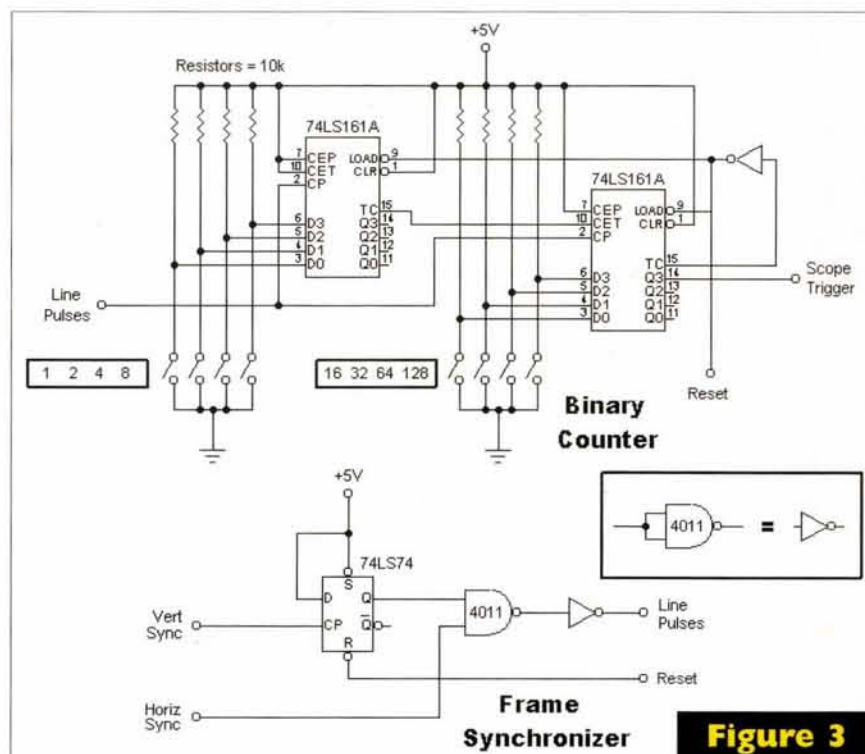 +5V
Resistors = 10k
74LS161A
7 CEP LOAD 9
10 CET CLR 1
2 CP
TC 15
6 D3 Q3 14
5 D2 Q2 13
4 D1 Q1 12
3 D0 Q0 11
74LS161A
7 CEP LOAD 9
10 CET CLR 1
2 CP
TC 15
6 D3 Q3 14
5 D2 Q2 13
4 D1 Q1 12
3 D0 Q0 11
Scope
Trigger
Line
Pulses
1 2 4 8
16 32 64 128
Reset
Binary
Counter
+5V
74LS74
S
D Q
CP Q
R
Vert
Sync
4011
Line
Pulses
Reset
Horiz
Sync
4011 =
Frame
Synchronizer
Figure 3